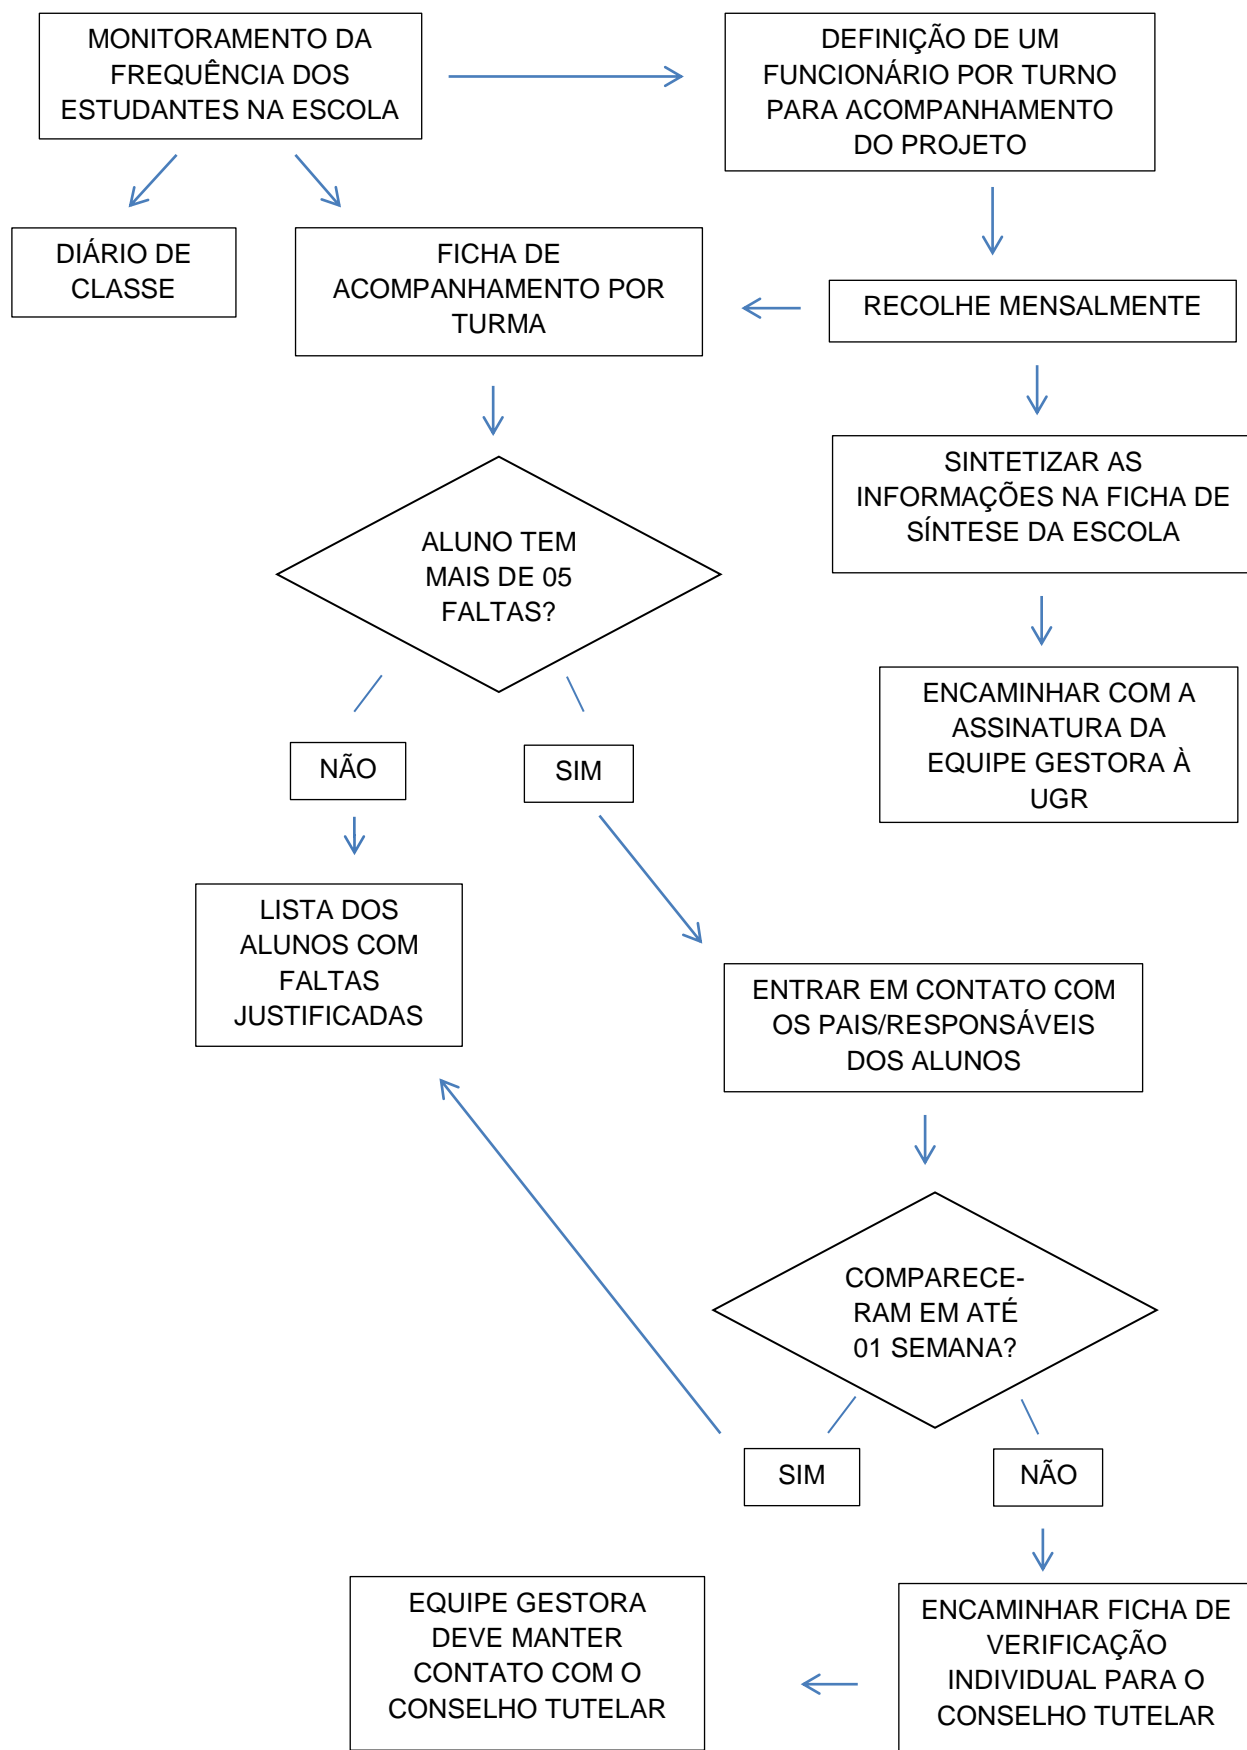 MONITORAMENTO DA
FREQUÊNCIA DOS
ESTUDANTES NA ESCOLA
DEFINIÇÃO DE UM
FUNCIONÁRIO POR TURNO
PARA ACOMPANHAMENTO
DO PROJETO
DIÁRIO DE
CLASSE
FICHA DE
ACOMPANHAMENTO POR
TURMA
RECOLHE MENSALMENTE
SINTETIZAR AS
INFORMAÇÕES NA FICHA DE
SÍNTESE DA ESCOLA
ALUNO TEM
MAIS DE 05
FALTAS?
ENCAMINHAR COM A
ASSINATURA DA
EQUIPE GESTORA À
UGR
NÃO
SIM
LISTA DOS
ALUNOS COM
FALTAS
JUSTIFICADAS
ENTRAR EM CONTATO COM
OS PAIS/RESPONSÁVEIS
DOS ALUNOS
COMPARECE-
RAM EM ATÉ
01 SEMANA?
SIM
NÃO
EQUIPE GESTORA
DEVE MANTER
CONTATO COM O
CONSELHO TUTELAR
ENCAMINHAR FICHA DE
VERIFICAÇÃO
INDIVIDUAL PARA O
CONSELHO TUTELAR